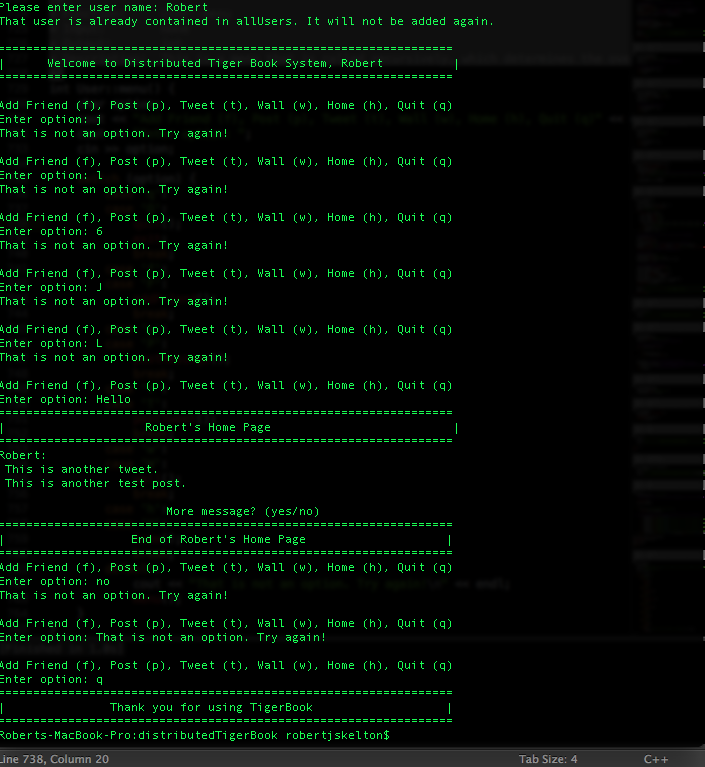 Please enter user name: Robert
That user is already contained in allUsers. It will not be added again.
=================================================================
|      Welcome to Distributed Tiger Book System, Robert          |
=================================================================
Add Friend (f), Post (p), Tweet (t), Wall (w), Home (h), Quit (q)
Enter option: j
That is not an option. Try again!
Add Friend (f), Post (p), Tweet (t), Wall (w), Home (h), Quit (q)
Enter option: l
That is not an option. Try again!
Add Friend (f), Post (p), Tweet (t), Wall (w), Home (h), Quit (q)
Enter option: 6
That is not an option. Try again!
Add Friend (f), Post (p), Tweet (t), Wall (w), Home (h), Quit (q)
Enter option: J
That is not an option. Try again!
Add Friend (f), Post (p), Tweet (t), Wall (w), Home (h), Quit (q)
Enter option: L
That is not an option. Try again!
Add Friend (f), Post (p), Tweet (t), Wall (w), Home (h), Quit (q)
Enter option: Hello
=================================================================
|                    Robert's Home Page                          |
=================================================================
Robert:
 This is another tweet.
 This is another test post.
More message? (yes/no)
=================================================================
|                  End of Robert's Home Page                    |
=================================================================
Add Friend (f), Post (p), Tweet (t), Wall (w), Home (h), Quit (q)
Enter option: no
That is not an option. Try again!
Add Friend (f), Post (p), Tweet (t), Wall (w), Home (h), Quit (q)
Enter option: That is not an option. Try again!
Add Friend (f), Post (p), Tweet (t), Wall (w), Home (h), Quit (q)
Enter option: q
=================================================================
|               Thank you for using TigerBook                   |
=================================================================
Roberts-MacBook-Pro:distributedTigerBook robertjskelton$
Line 738, Column 20 Tab Size: 4 C++